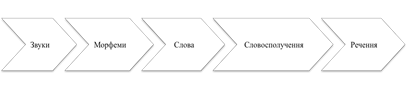 Звуки
Морфеми
Слова
Словосполучення
Речення